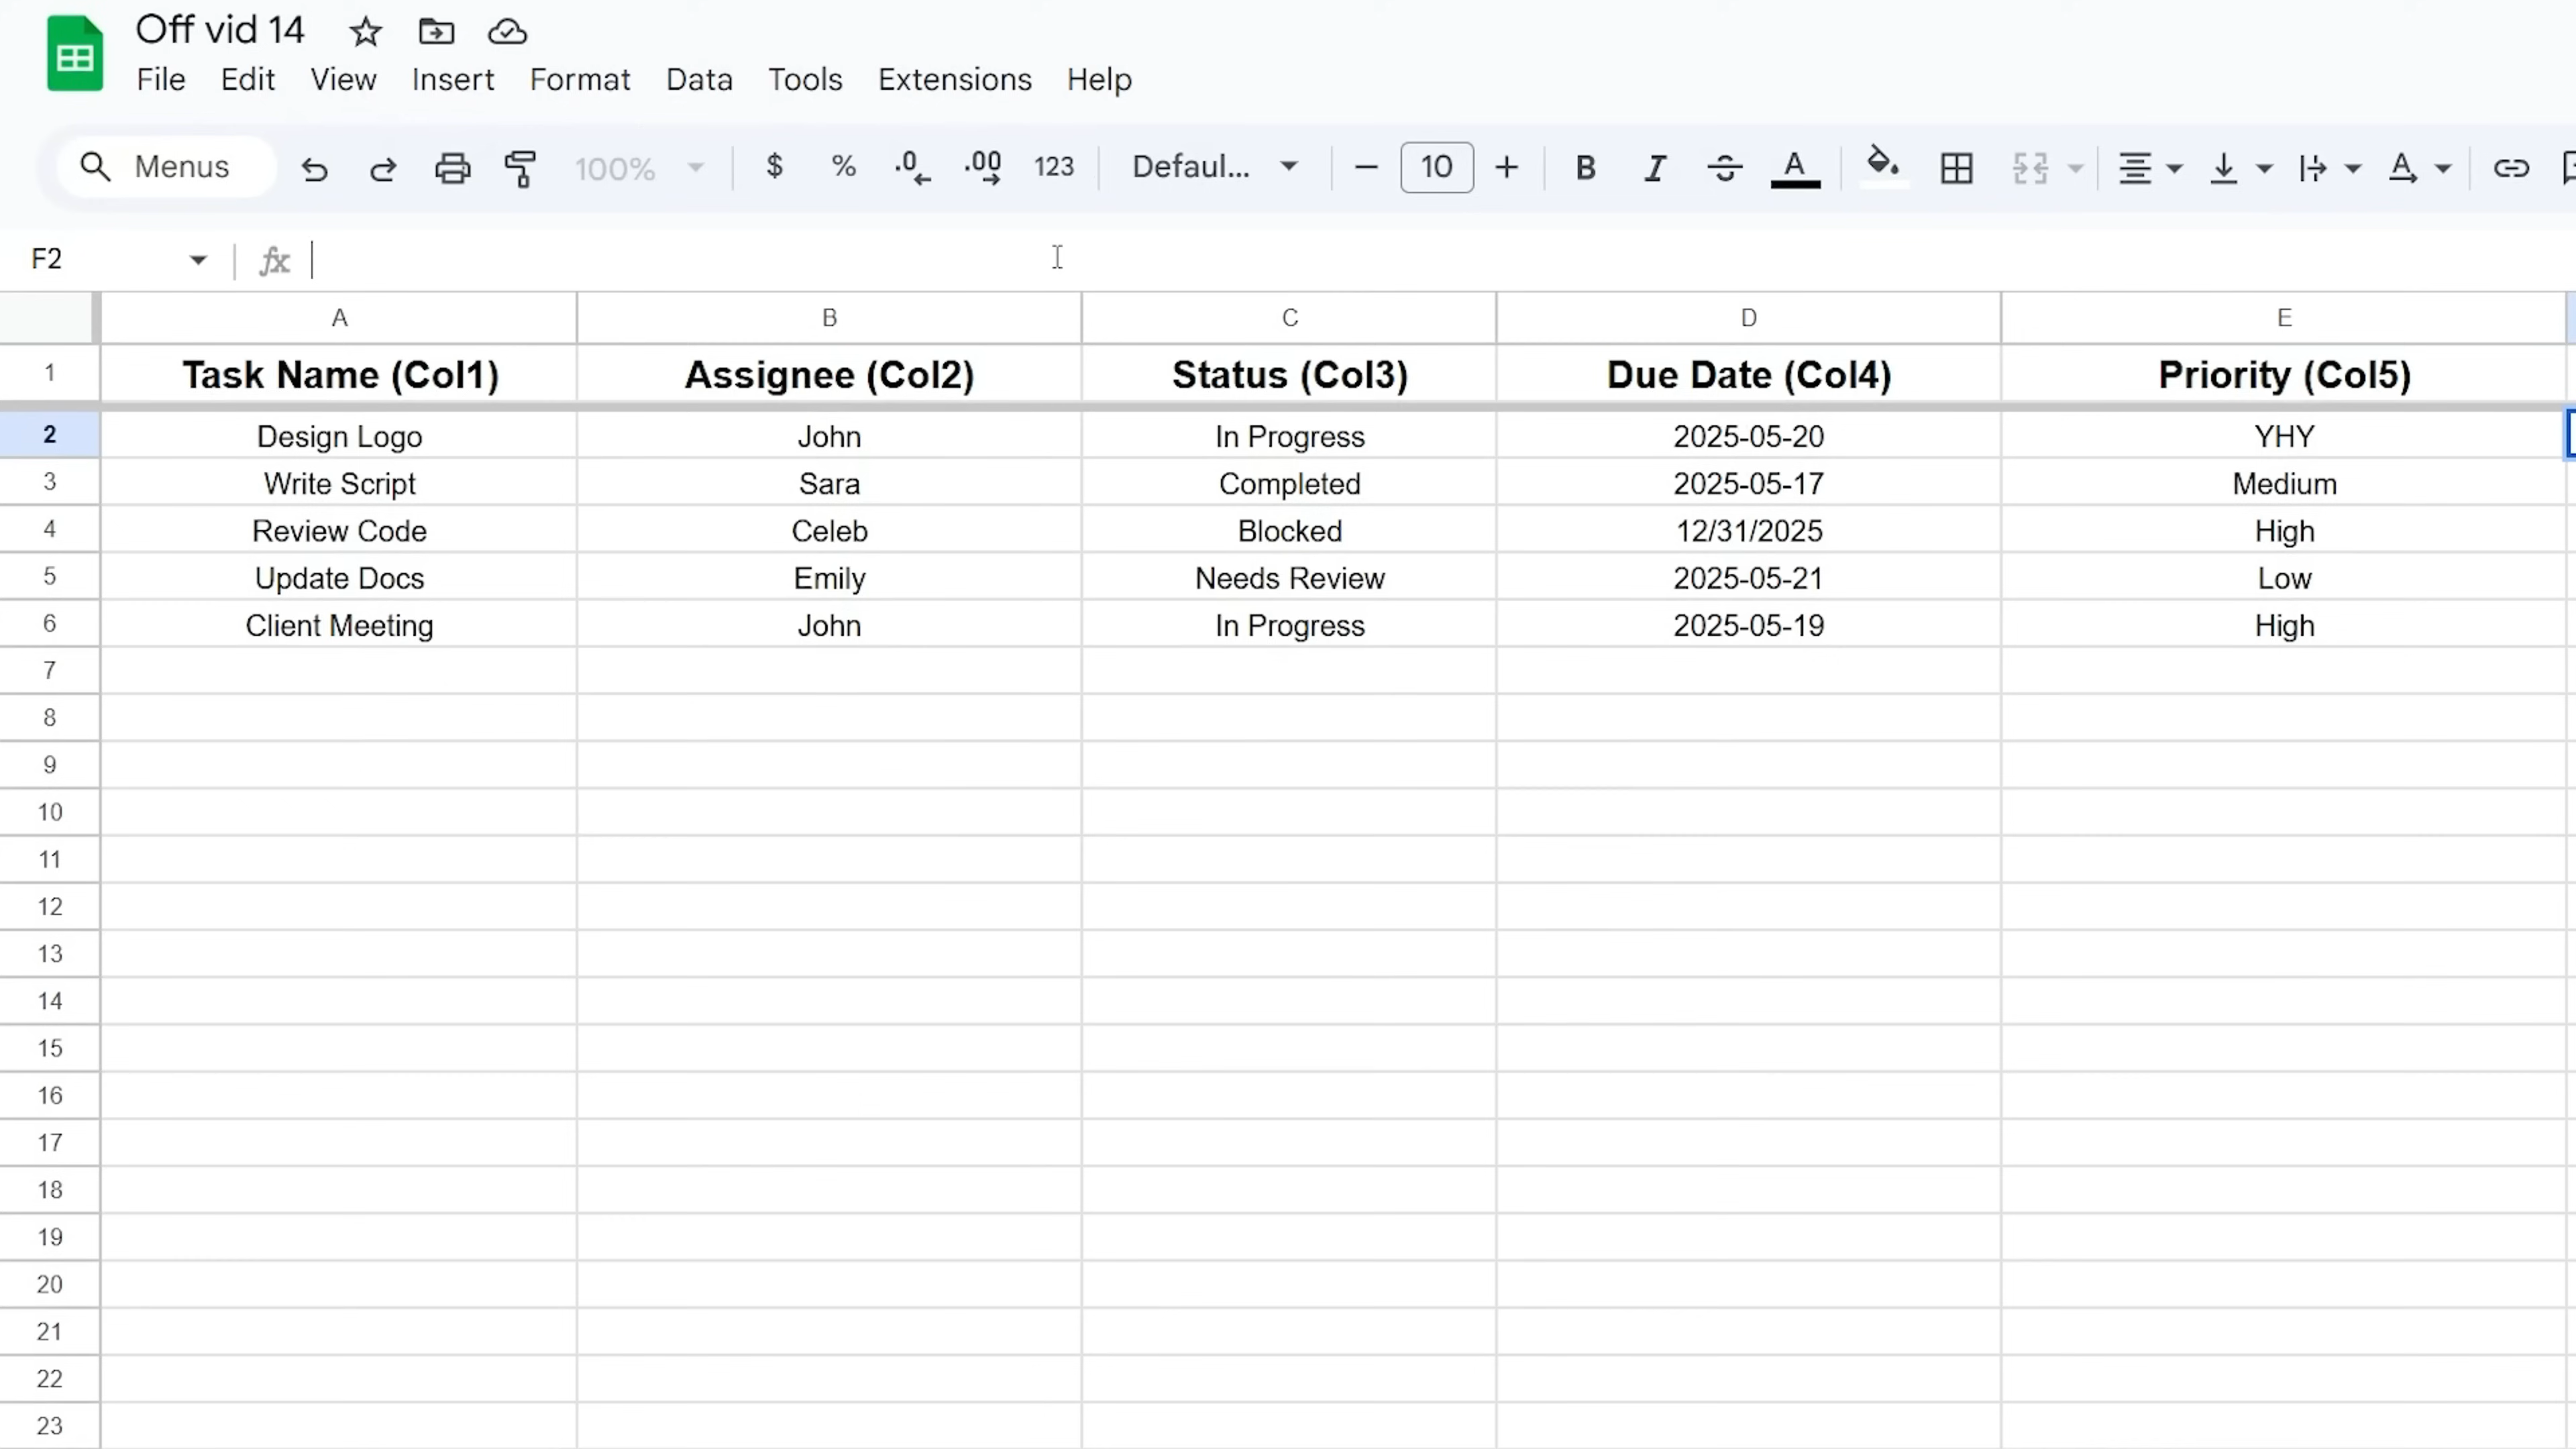 Off vid 14
File Edit View Insert Format Data Tools Extensions Help
Menus 100% $ % .0 .00 123 Defaul... 10 B I A A
F2 fx
A B C D E
1 Task Name (Col1) Assignee (Col2) Status (Col3) Due Date (Col4) Priority (Col5)
2 Design Logo John In Progress 2025-05-20 YHY
3 Write Script Sara Completed 2025-05-17 Medium
4 Review Code Celeb Blocked 12/31/2025 High
5 Update Docs Emily Needs Review 2025-05-21 Low
6 Client Meeting John In Progress 2025-05-19 High
7
8
9
10
11
12
13
14
15
16
17
18
19
20
21
22
23